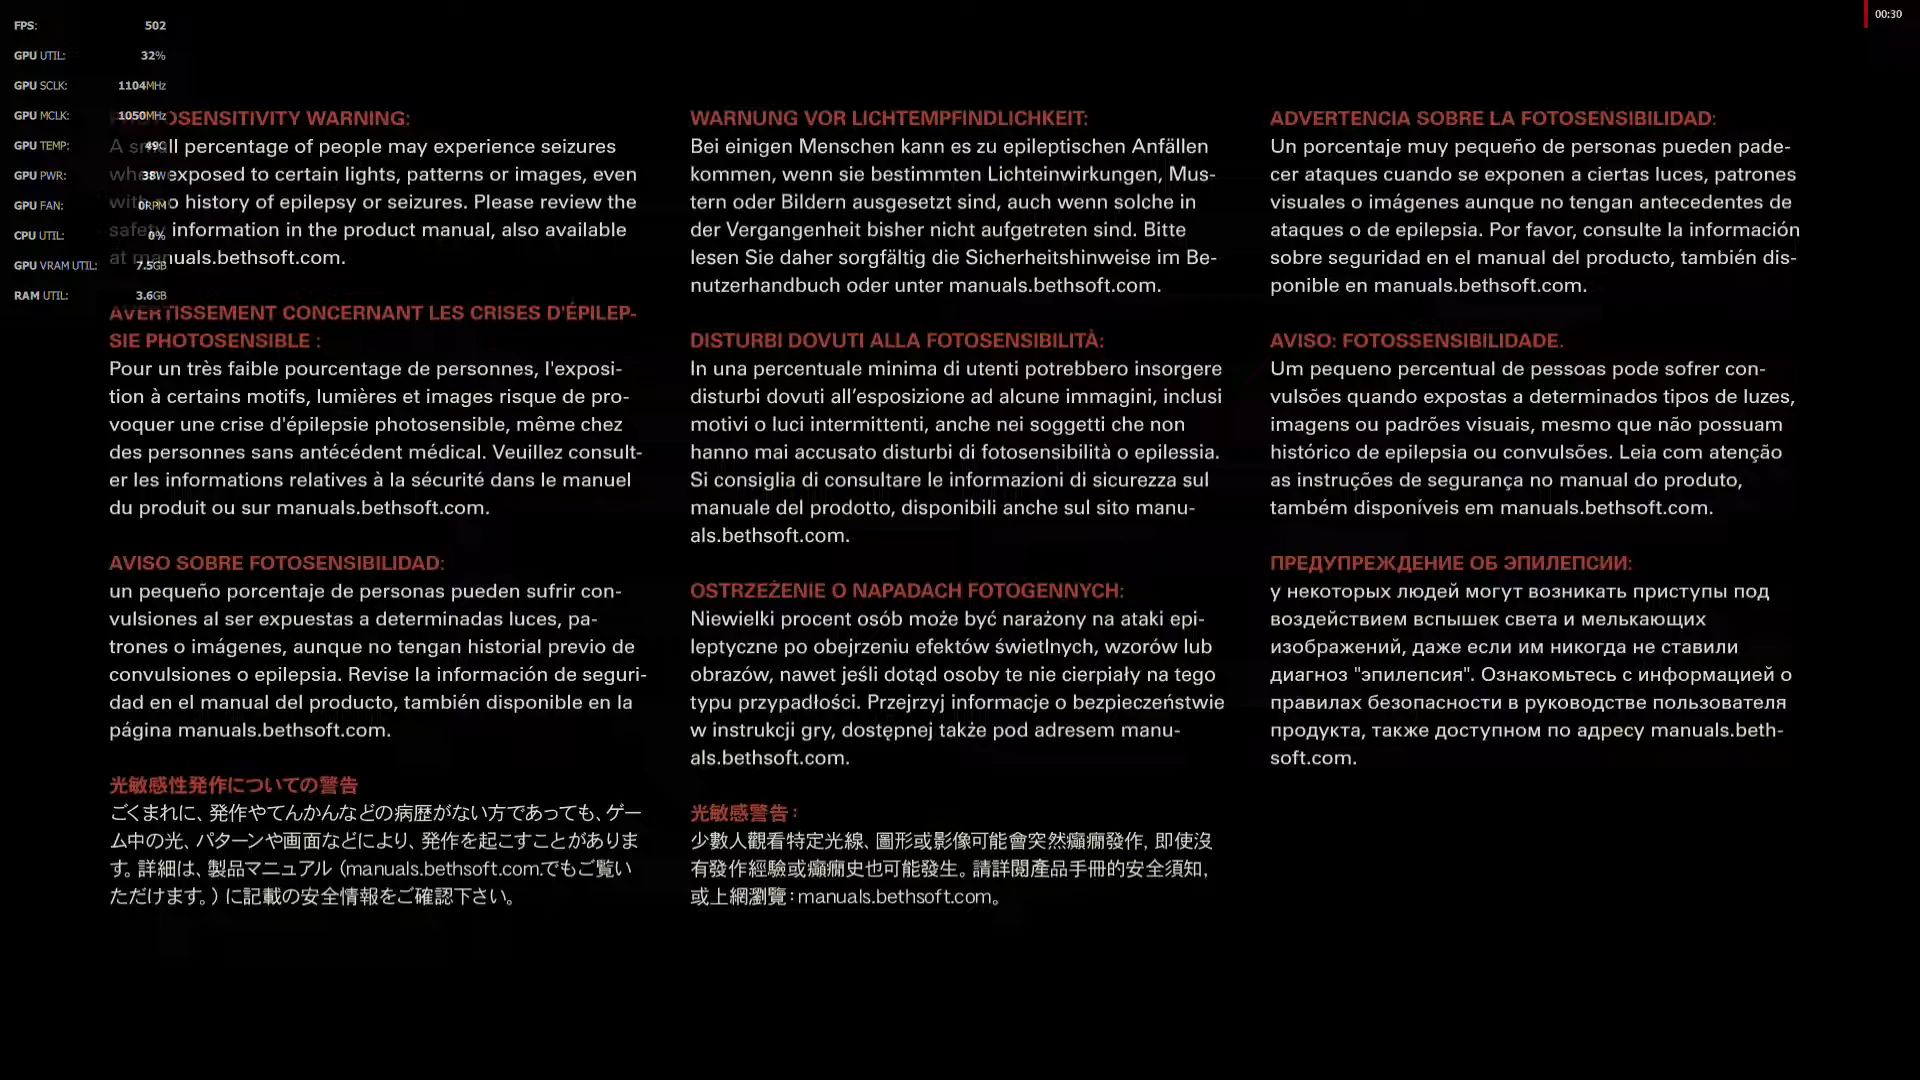 FPS: 502
GPU UTIL: 32%
GPU SCLK: 1104MHz
GPU MCLK: 1050MHz
GPU TEMP: 49C
GPU PWR: 38W
GPU FAN: 0RPM
CPU UTIL: 0%
GPU VRAM UTIL: 7.5GB
RAM UTIL: 3.6GB
00:30
PHOTOSENSITIVITY WARNING:
A small percentage of people may experience seizures
when exposed to certain lights, patterns or images, even
with no history of epilepsy or seizures. Please review the
safety information in the product manual, also available
at manuals.bethsoft.com.
AVERTISSEMENT CONCERNANT LES CRISES D'ÉPILEP-
SIE PHOTOSENSIBLE :
Pour un très faible pourcentage de personnes, l'exposi-
tion à certains motifs, lumières et images risque de pro-
voquer une crise d'épilepsie photosensible, même chez
des personnes sans antécédent médical. Veuillez consult-
er les informations relatives à la sécurité dans le manuel
du produit ou sur manuals.bethsoft.com.
AVISO SOBRE FOTOSENSIBILIDAD:
un pequeño porcentaje de personas pueden sufrir con-
vulsiones al ser expuestas a determinadas luces, pa-
trones o imágenes, aunque no tengan historial previo de
convulsiones o epilepsia. Revise la información de seguri-
dad en el manual del producto, también disponible en la
página manuals.bethsoft.com.
光敏感性発作についての警告
ごくまれに、発作やてんかんなどの病歴がない方であっても、ゲー
ム中の光、パターンや画面などにより、発作を起こすことがありま
す。詳細は、製品マニュアル（manuals.bethsoft.com.でもご覧い
ただけます。）に記載の安全情報をご確認下さい。
WARNUNG VOR LICHTEMPFINDLICHKEIT:
Bei einigen Menschen kann es zu epileptischen Anfällen
kommen, wenn sie bestimmten Lichteinwirkungen, Mus-
tern oder Bildern ausgesetzt sind, auch wenn solche in
der Vergangenheit bisher nicht aufgetreten sind. Bitte
lesen Sie daher sorgfältig die Sicherheitshinweise im Be-
nutzerhandbuch oder unter manuals.bethsoft.com.
DISTURBI DOVUTI ALLA FOTOSENSIBILITÀ:
In una percentuale minima di utenti potrebbero insorgere
disturbi dovuti all'esposizione ad alcune immagini, inclusi
motivi o luci intermittenti, anche nei soggetti che non
hanno mai accusato disturbi di fotosensibilità o epilessia.
Si consiglia di consultare le informazioni di sicurezza sul
manuale del prodotto, disponibili anche sul sito manu-
als.bethsoft.com.
OSTRZEŻENIE O NAPADACH FOTOGENNYCH:
Niewielki procent osób może być narażony na ataki epi-
leptyczne po obejrzeniu efektów świetlnych, wzorów lub
obrazów, nawet jeśli dotąd osoby te nie cierpiały na tego
typu przypadłości. Przejrzyj informacje o bezpieczeństwie
w instrukcji gry, dostępnej także pod adresem manu-
als.bethsoft.com.
光敏感警告：
少數人觀看特定光線、圖形或影像可能會突然癲癇發作，即使沒
有發作經驗或癲癇史也可能發生。請詳閱產品手冊的安全須知，
或上網瀏覽：manuals.bethsoft.com。
ADVERTENCIA SOBRE LA FOTOSENSIBILIDAD:
Un porcentaje muy pequeño de personas pueden pade-
cer ataques cuando se exponen a ciertas luces, patrones
visuales o imágenes aunque no tengan antecedentes de
ataques o de epilepsia. Por favor, consulte la información
sobre seguridad en el manual del producto, también dis-
ponible en manuals.bethsoft.com.
AVISO: FOTOSSENSIBILIDADE.
Um pequeno percentual de pessoas pode sofrer con-
vulsões quando expostas a determinados tipos de luzes,
imagens ou padrões visuais, mesmo que não possuam
histórico de epilepsia ou convulsões. Leia com atenção
as instruções de segurança no manual do produto,
também disponíveis em manuals.bethsoft.com.
ПРЕДУПРЕЖДЕНИЕ ОБ ЭПИЛЕПСИИ:
у некоторых людей могут возникать приступы под
воздействием вспышек света и мелькающих
изображений, даже если им никогда не ставили
диагноз "эпилепсия". Ознакомьтесь с информацией о
правилах безопасности в руководстве пользователя
продукта, также доступном по адресу manuals.beth-
soft.com.